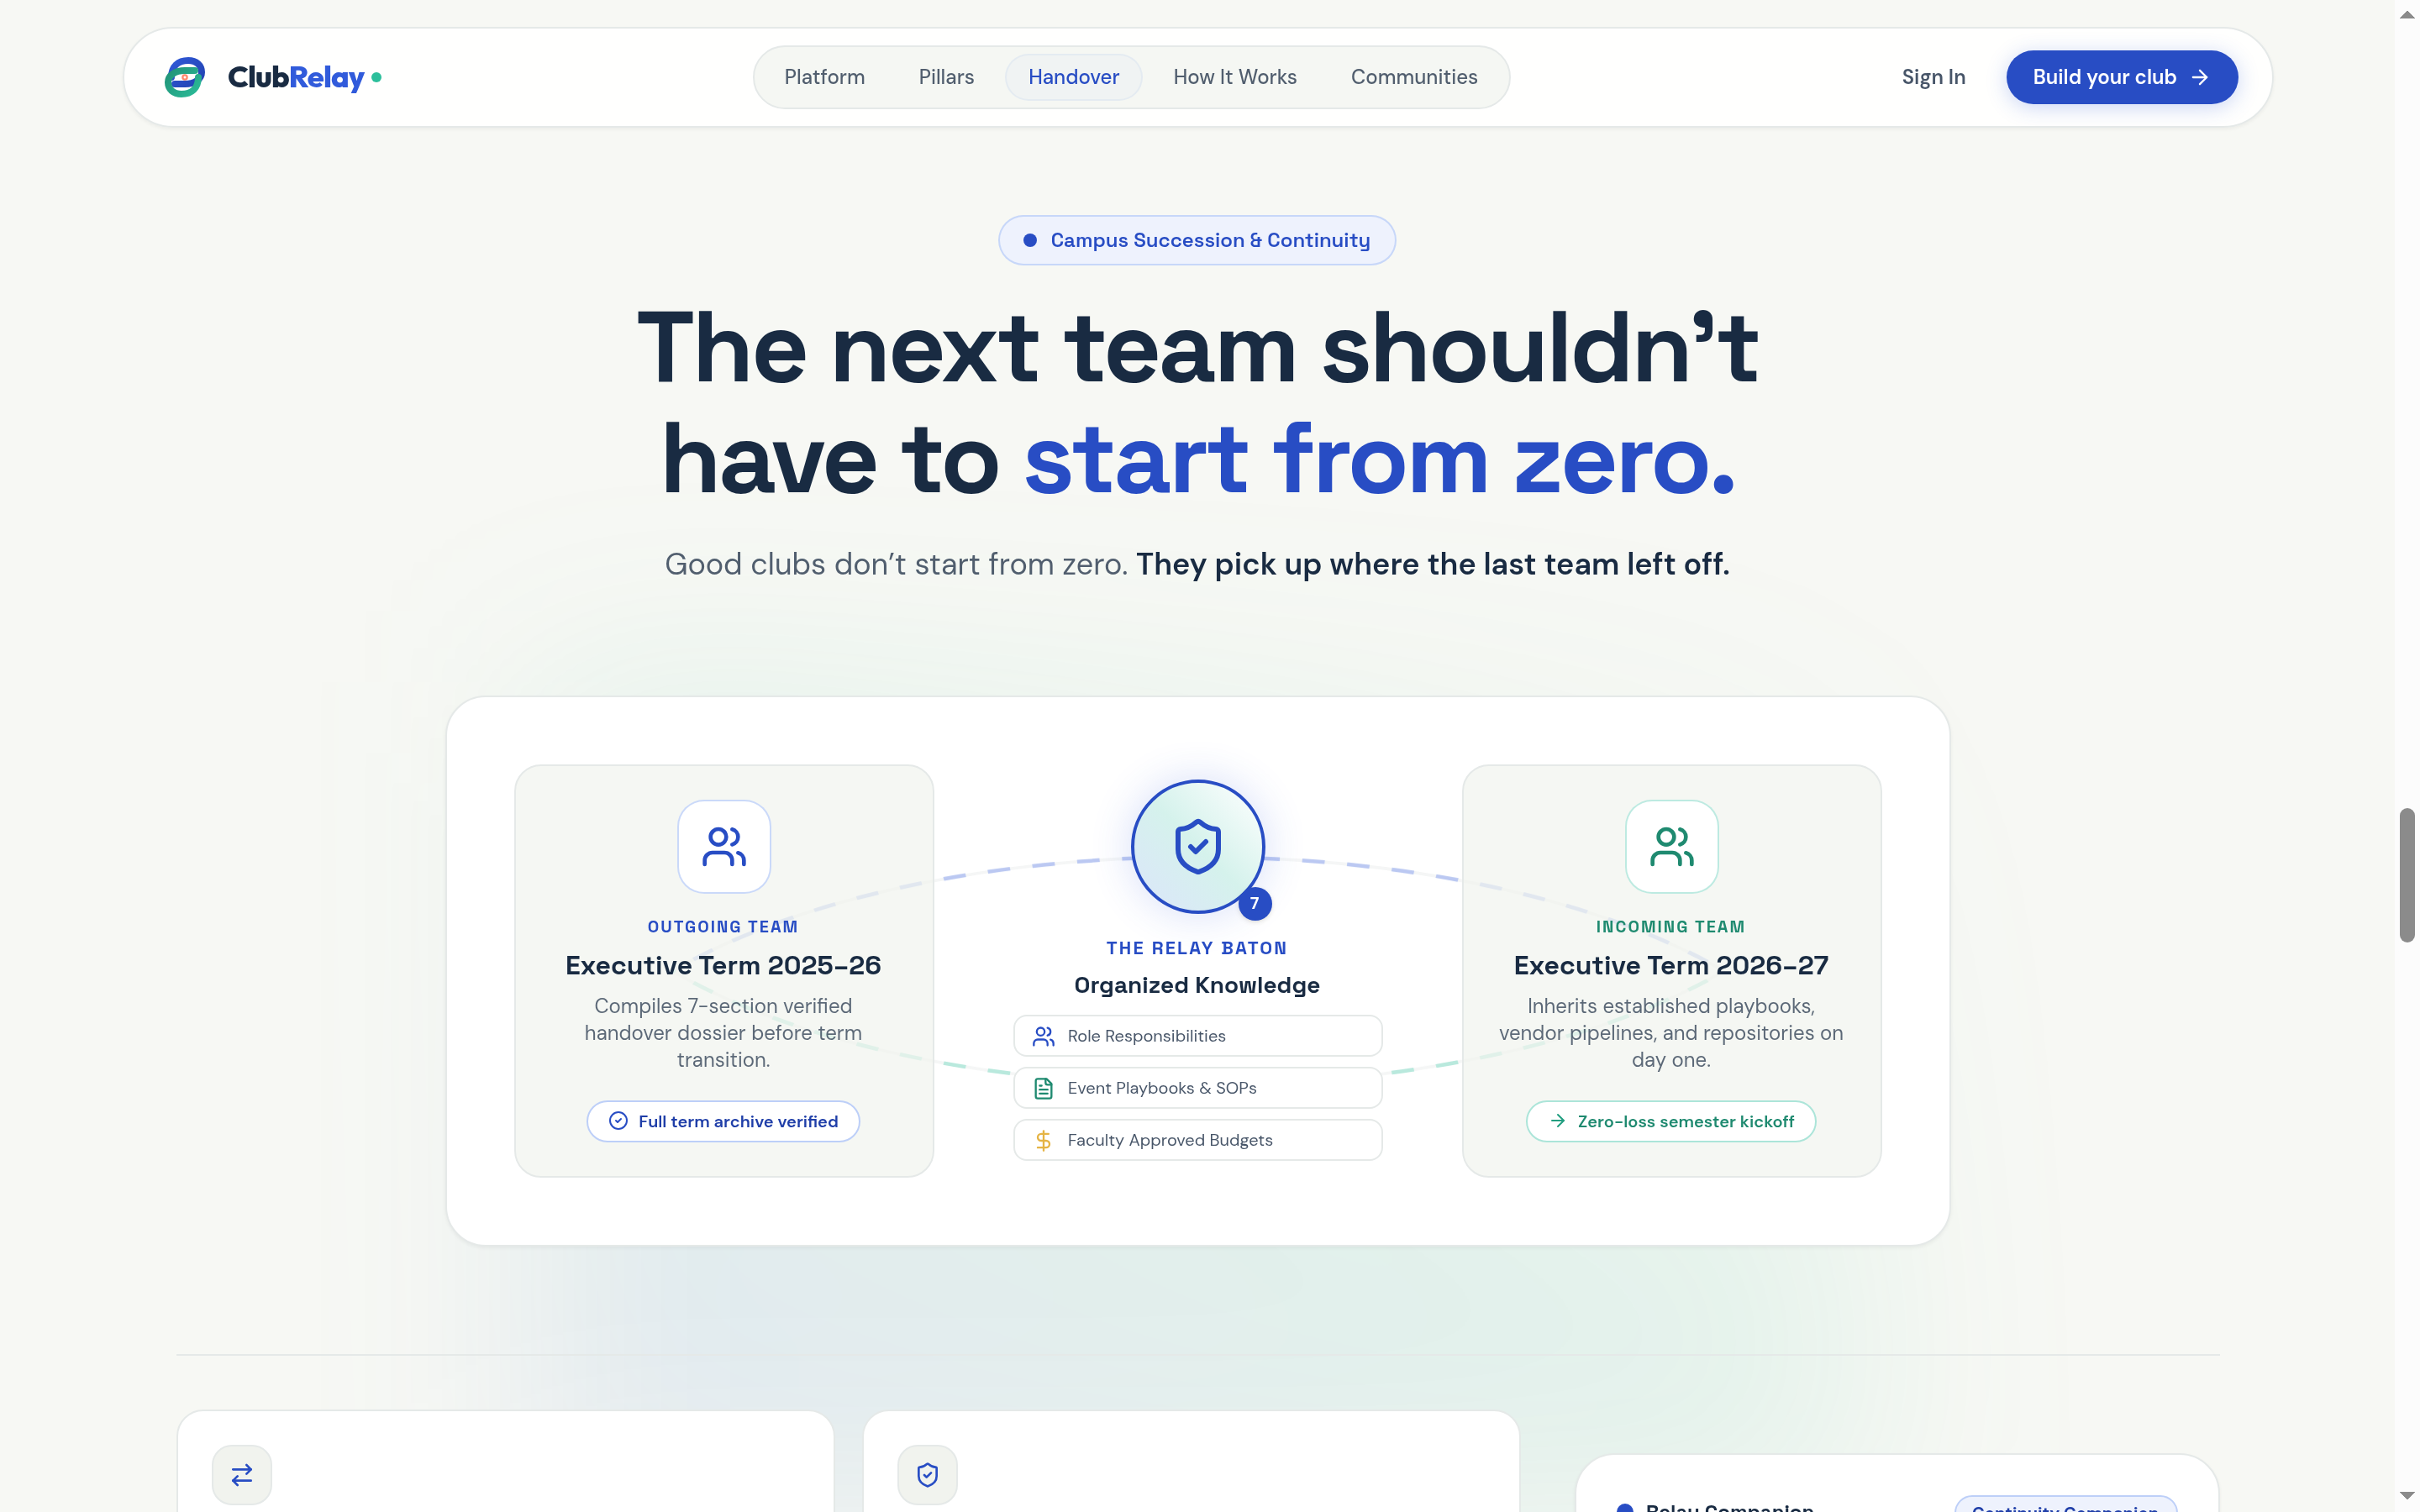 ClubRelay
Platform
Pillars
Handover
How It Works
Communities
Sign In
Build your club
Campus Succession & Continuity
The next team shouldn’t
have to start from zero.
Good clubs don’t start from zero. They pick up where the last team left off.
OUTGOING TEAM
Executive Term 2025–26
Compiles 7-section verified
handover dossier before term
transition.
Full term archive verified
7
THE RELAY BATON
Organized Knowledge
Role Responsibilities
Event Playbooks & SOPs
Faculty Approved Budgets
INCOMING TEAM
Executive Term 2026–27
Inherits established playbooks,
vendor pipelines, and repositories on
day one.
Zero-loss semester kickoff
Relay Companion
Continuity Companion